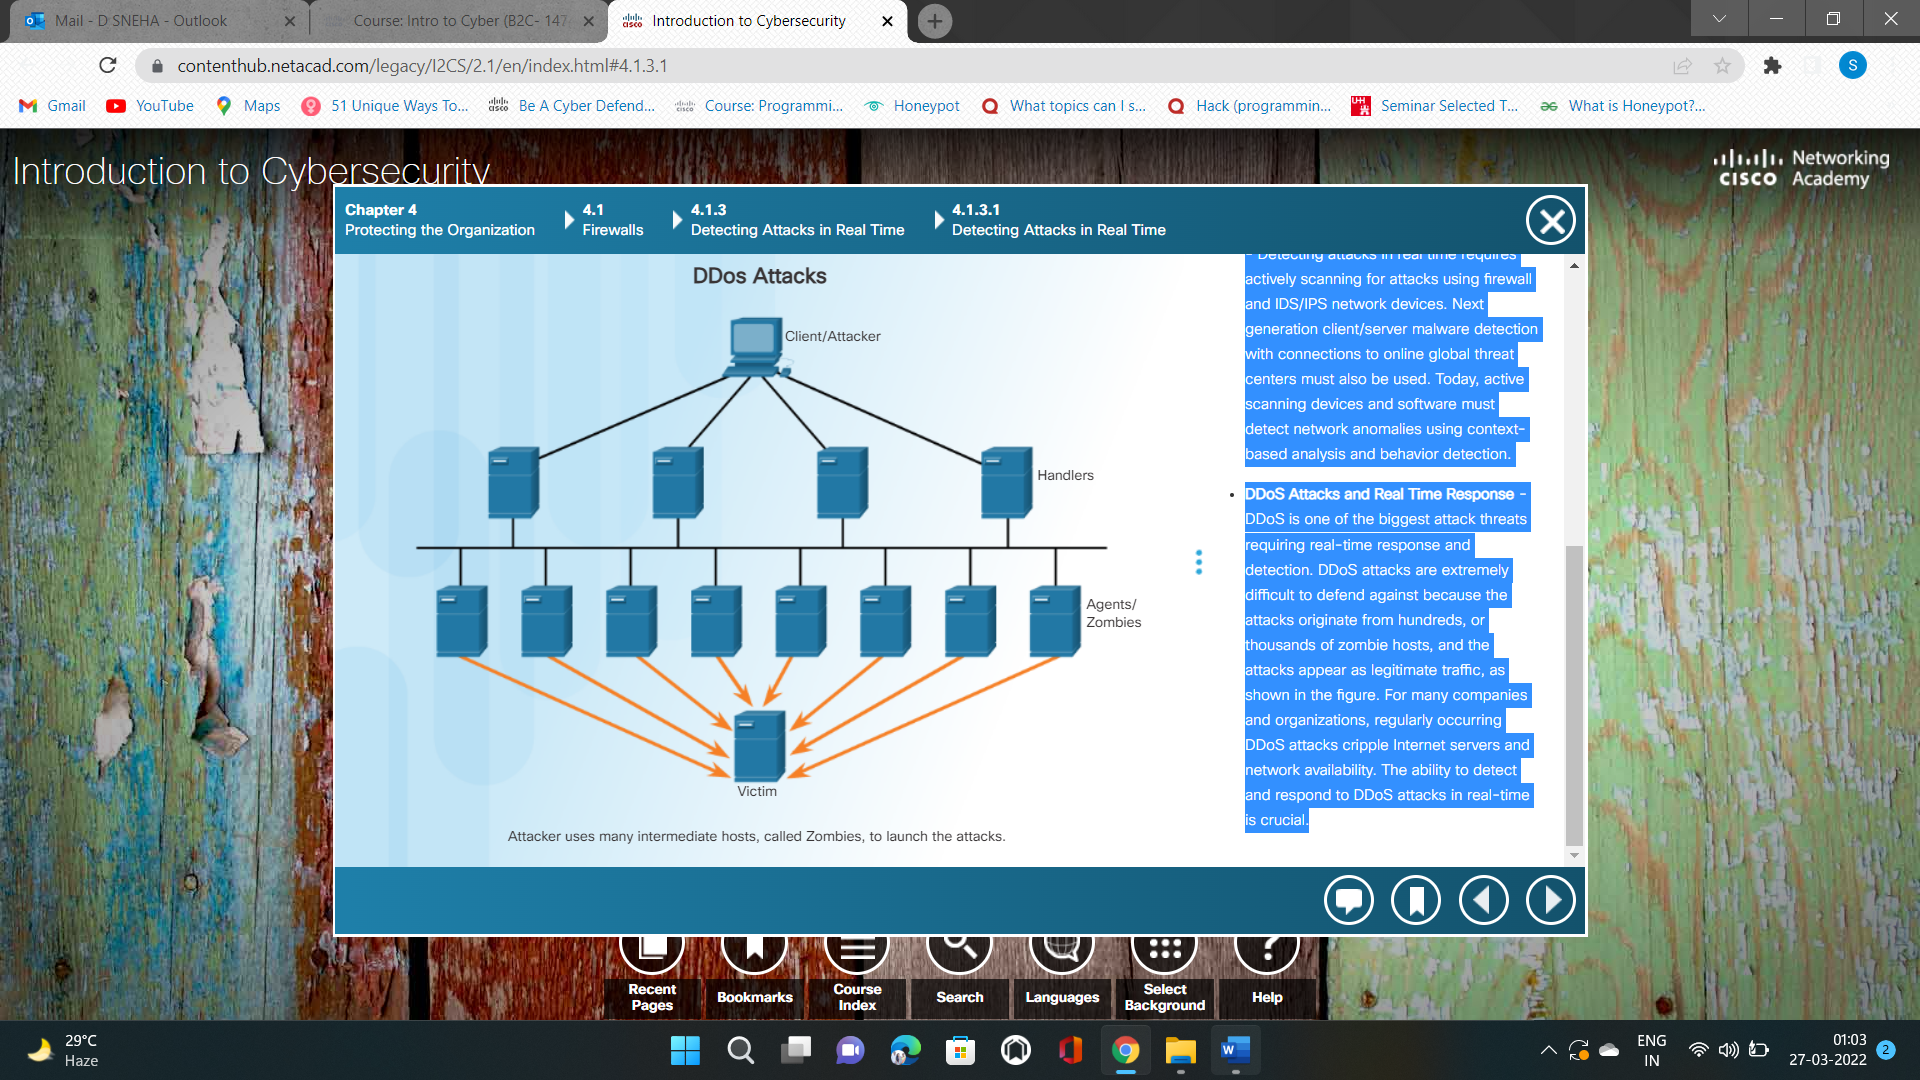 Mail - D SNEHA - Outlook
Course: Intro to Cyber (B2C- 147
Introduction to Cybersecurity
contenthub.netacad.com/legacy/I2CS/2.1/en/index.html#4.1.3.1
S
Gmail
YouTube
Maps
51 Unique Ways To...
Be A Cyber Defend...
Course: Programmi...
Honeypot
What topics can I s...
Hack (programmin...
Seminar Selected T...
What is Honeypot?...
Introduction to Cybersecurity
Networking
CISCO Academy
Chapter 4
Protecting the Organization
4.1
Firewalls
4.1.3
Detecting Attacks in Real Time
4.1.3.1
Detecting Attacks in Real Time
DDos Attacks
Client/Attacker
Handlers
Agents/
Zombies
Victim
Attacker uses many intermediate hosts, called Zombies, to launch the attacks.
- Detecting attacks in real time requires
actively scanning for attacks using firewall
and IDS/IPS network devices. Next
generation client/server malware detection
with connections to online global threat
centers must also be used. Today, active
scanning devices and software must
detect network anomalies using context-
based analysis and behavior detection.
• DDoS Attacks and Real Time Response -
DDoS is one of the biggest attack threats
requiring real-time response and
detection. DDoS attacks are extremely
difficult to defend against because the
attacks originate from hundreds, or
thousands of zombie hosts, and the
attacks appear as legitimate traffic, as
shown in the figure. For many companies
and organizations, regularly occurring
DDoS attacks cripple Internet servers and
network availability. The ability to detect
and respond to DDoS attacks in real-time
is crucial.
Recent
Pages
Bookmarks
Course
Index
Search
Languages
Select
Background
Help
29°C
Haze
ENG
IN
01:03
27-03-2022
2